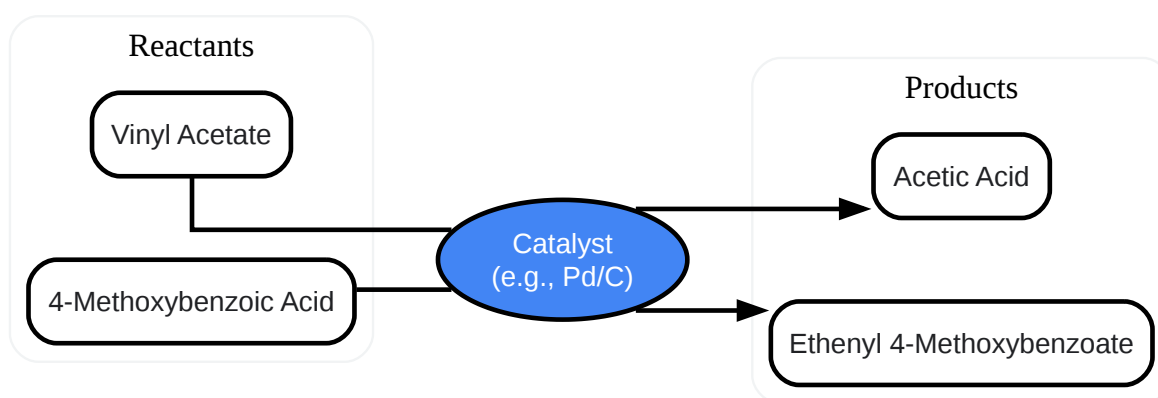 Reactants
Vinyl Acetate
4-Methoxybenzoic Acid
Catalyst
(e.g., Pd/C)
Products
Acetic Acid
Ethenyl 4-Methoxybenzoate